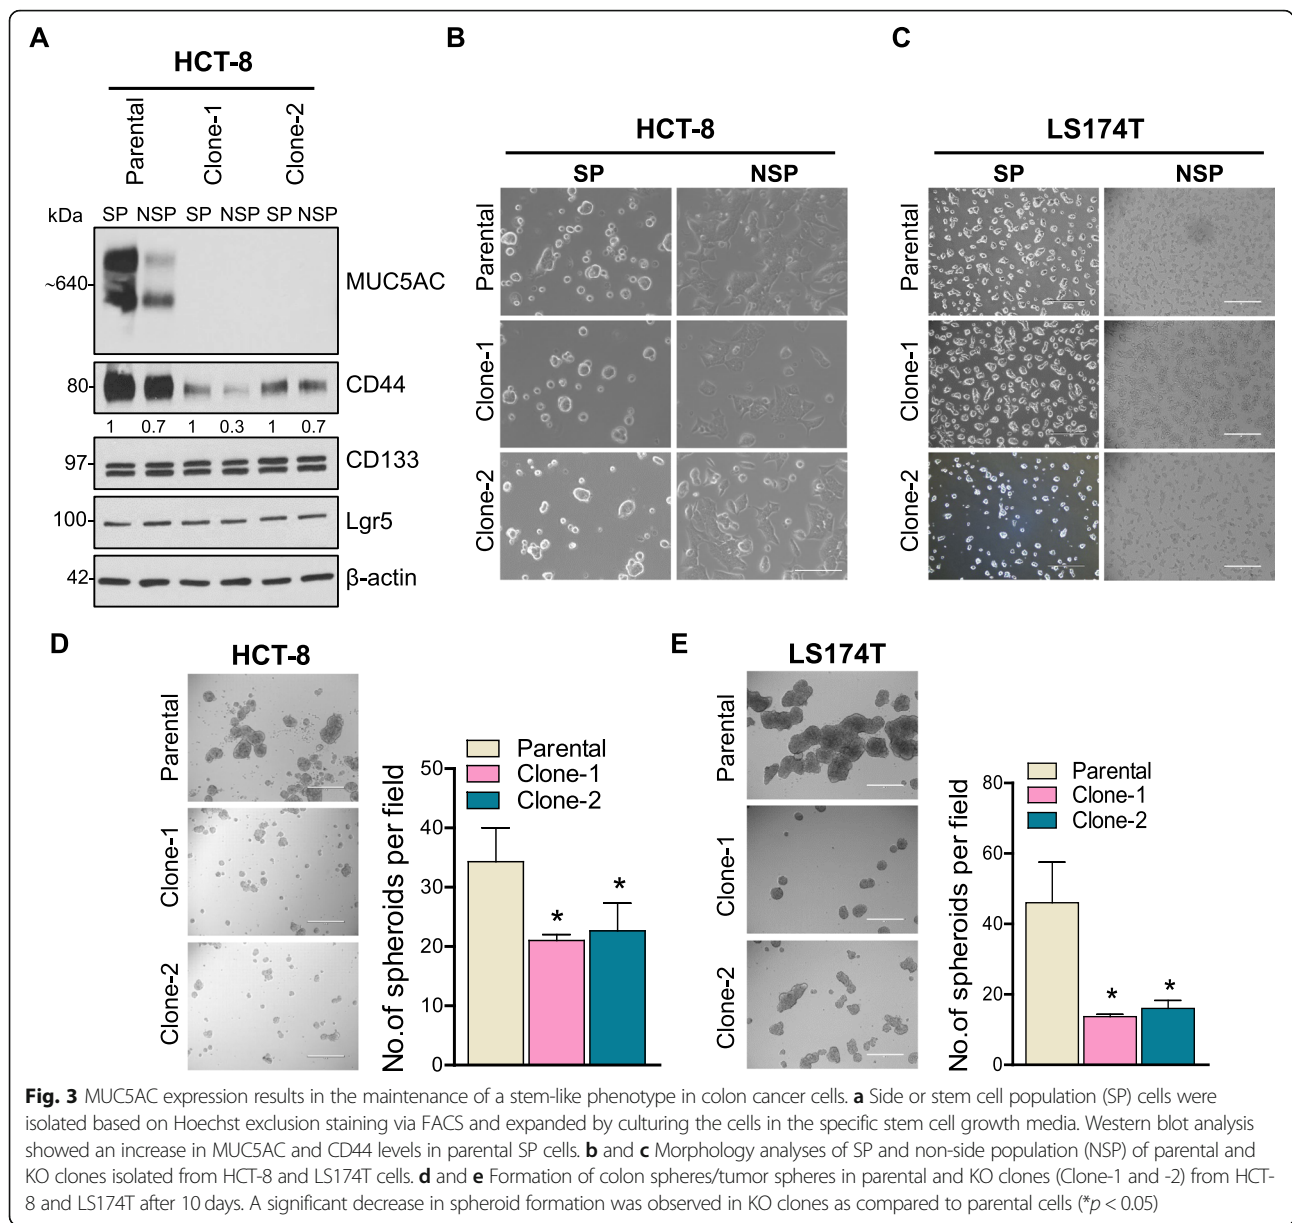 A
HCT-8
Parental
Clone-1
Clone-2
kDa SP NSP SP NSP SP NSP
~640- MUC5AC
80- CD44
1 0.7 1 0.3 1 0.7
97- CD133
100- Lgr5
42- β-actin
B
HCT-8
SP NSP
Parental
Clone-1
Clone-2
C
LS174T
SP NSP
Parental
Clone-1
Clone-2
D
HCT-8
Parental
Clone-1
Clone-2
Parental
Clone-1
Clone-2
No.of spheroids per field
50
40
30
20
10
0
*
*
E
LS174T
Parental
Clone-1
Clone-2
Parental
Clone-1
Clone-2
No.of spheroids per field
80
60
40
20
0
*
*
Fig. 3 MUC5AC expression results in the maintenance of a stem-like phenotype in colon cancer cells. a Side or stem cell population (SP) cells were
isolated based on Hoechst exclusion staining via FACS and expanded by culturing the cells in the specific stem cell growth media. Western blot analysis
showed an increase in MUC5AC and CD44 levels in parental SP cells. b and c Morphology analyses of SP and non-side population (NSP) of parental and
KO clones isolated from HCT-8 and LS174T cells. d and e Formation of colon spheres/tumor spheres in parental and KO clones (Clone-1 and -2) from HCT-
8 and LS174T after 10 days. A significant decrease in spheroid formation was observed in KO clones as compared to parental cells (*p < 0.05)